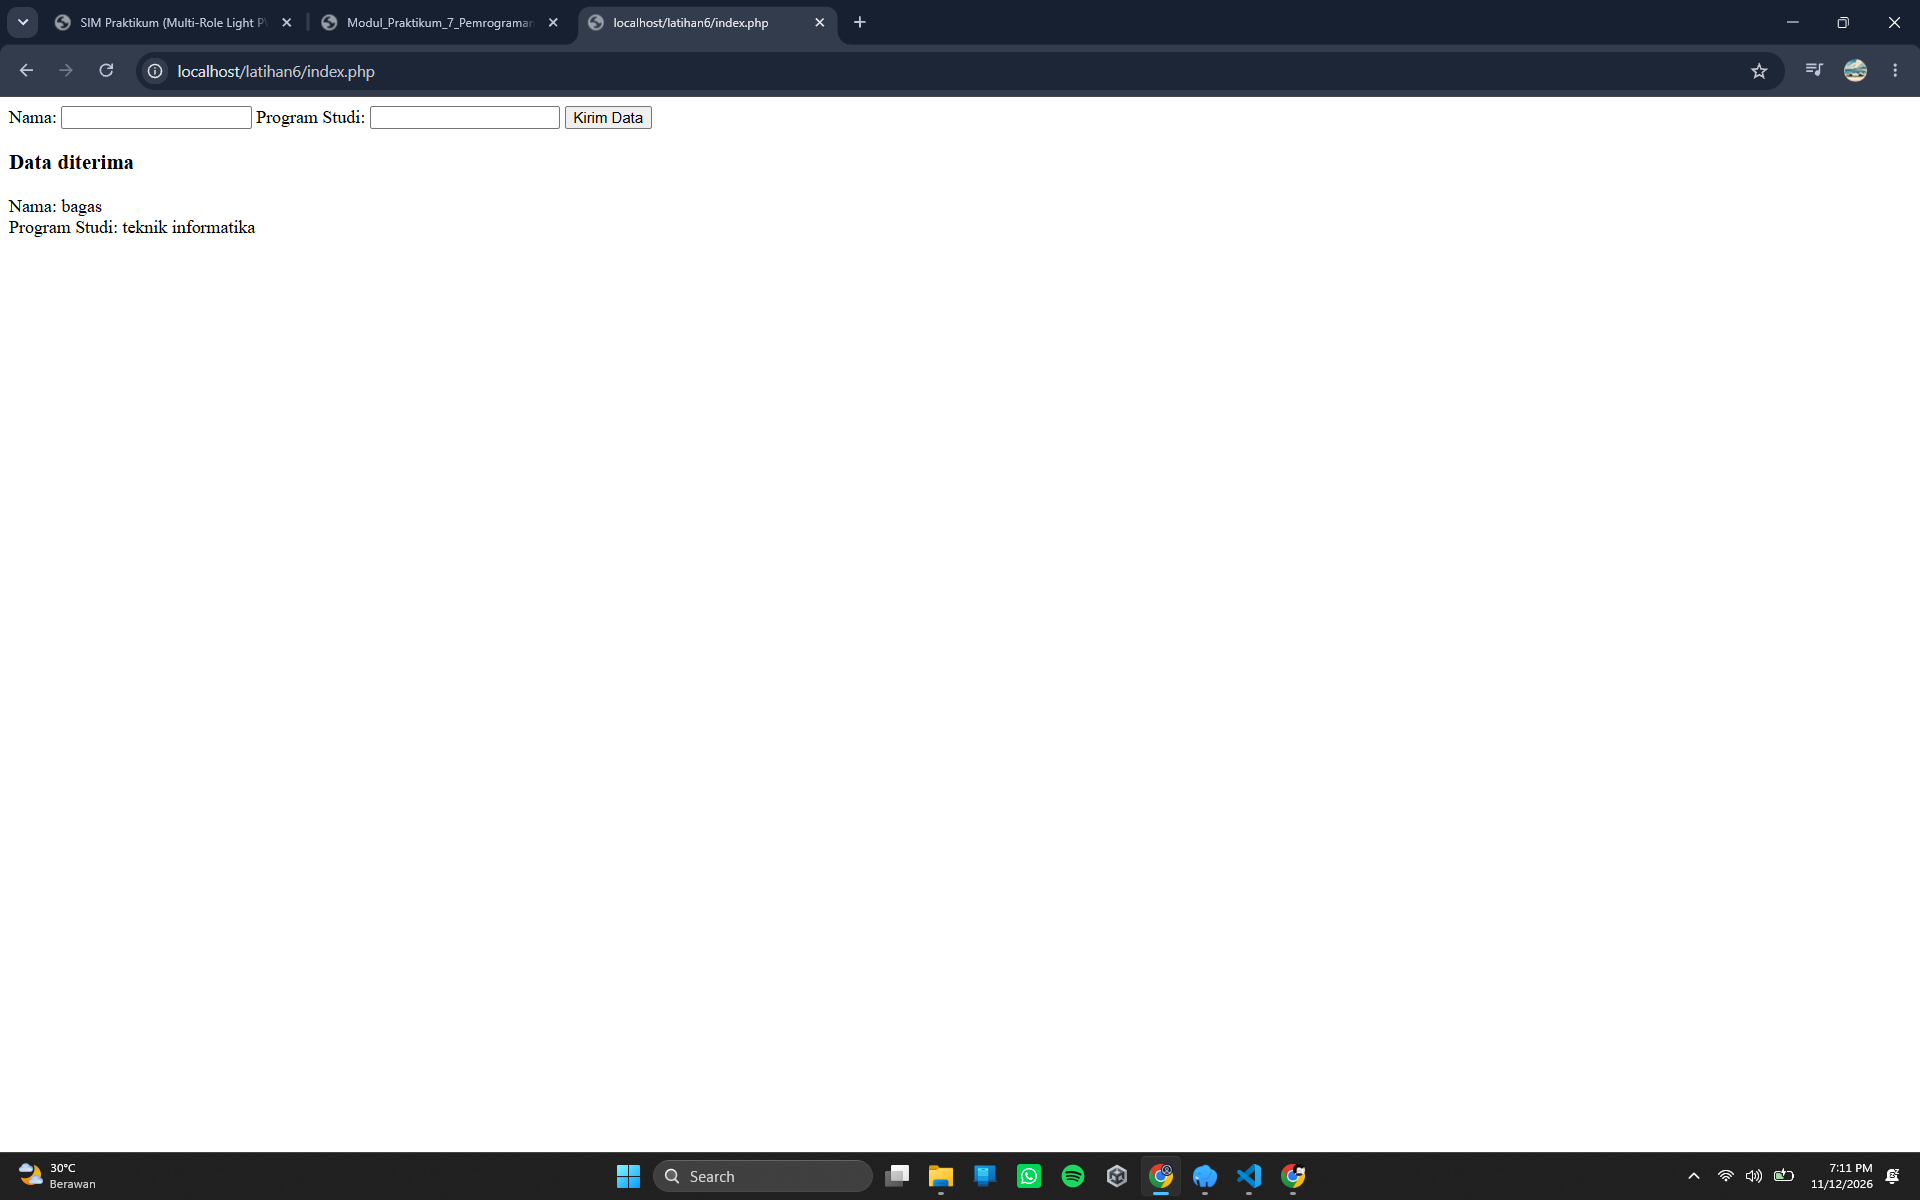 SIM Praktikum (Multi-Role Light P
Modul_Praktikum_7_Pemrograman
localhost/latihan6/index.php
localhost/latihan6/index.php
Nama:
Program Studi:
Kirim Data
Data diterima
Nama: bagas
Program Studi: teknik informatika
30°C
Berawan
Search
7:11 PM
11/12/2026